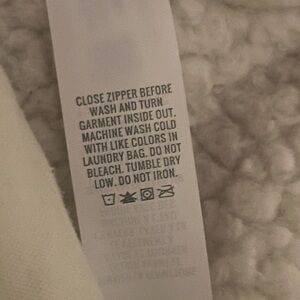 CLOSE ZIPPER BEFORE
WASH AND TURN
GARMENT INSIDE OUT.
MACHINE WASH COLD
WITH LIKE COLORS IN
LAUNDRY BAG. DO NOT
BLEACH. TUMBLE DRY
LOW. DO NOT IRON.